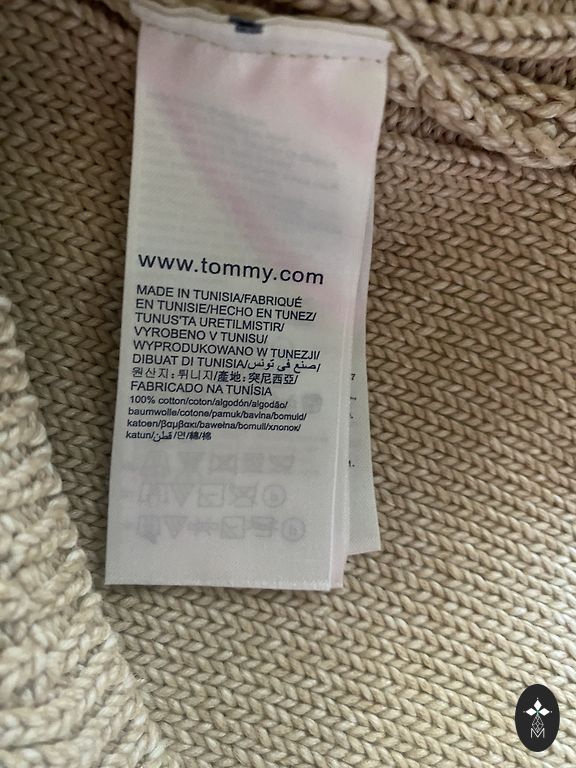 www.tommy.com
MADE IN TUNISIA/FABRIQUÉ
EN TUNISIE/HECHO EN TUNEZ/
TUNUS'TA URETILMISTIR/
VYROBENO V TUNISU/
WYPRODUKOWANO W TUNEZJI/
DIBUAT DI TUNISIA/صنع في تونس/
원산지: 튀니지/產地: 突尼西亞/
FABRICADO NA TUNÍSIA
100% cotton/coton/algodón/algodão/
baumwolle/cotone/pamuk/bavlna/bomuld/
katoen/βαμβακι/bawełna/bomull/хлопок/
katun/قطن/면/綿/棉
M